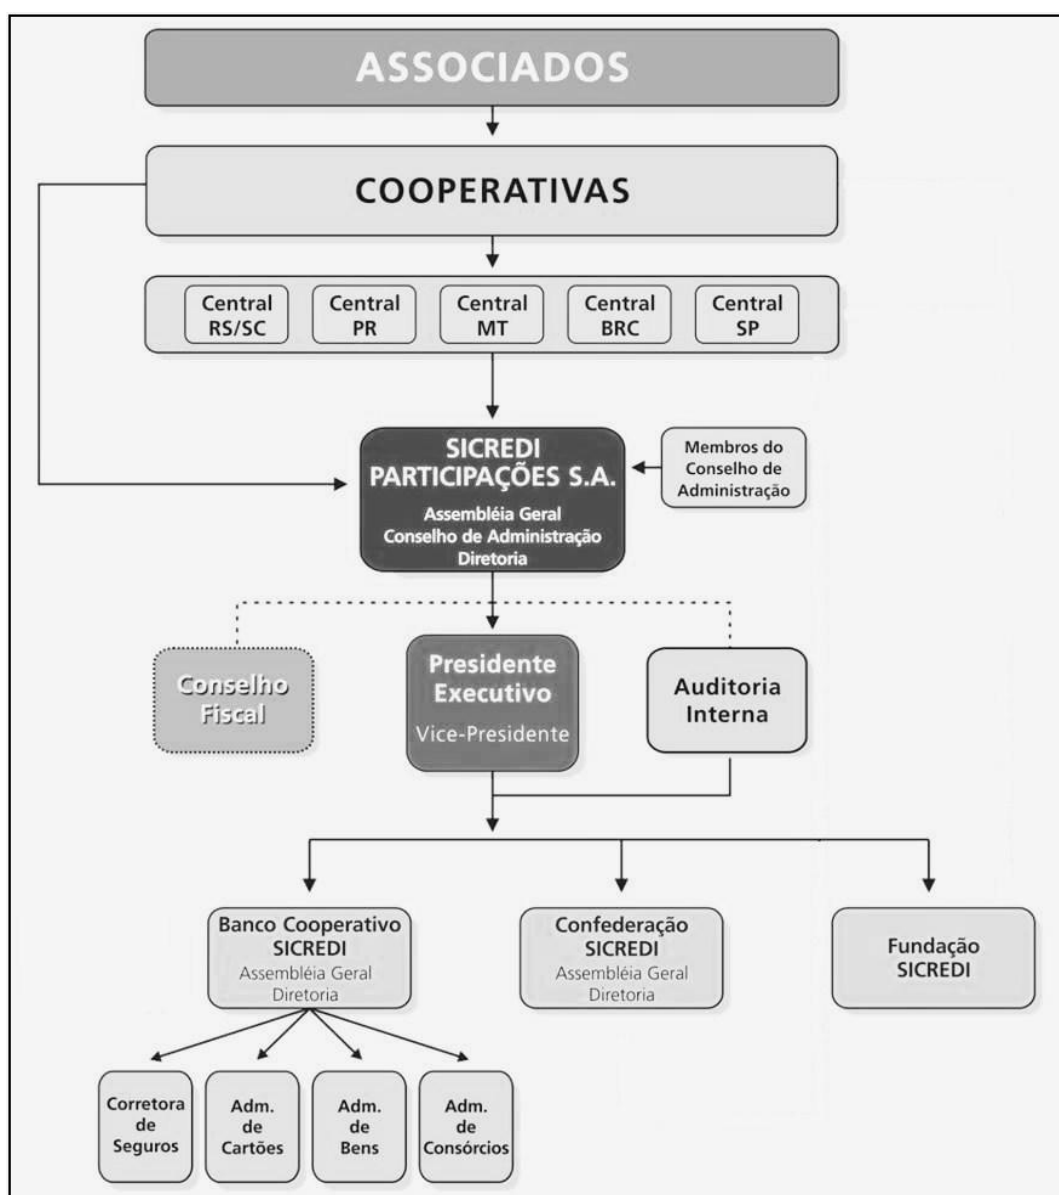 ASSOCIADOS
COOPERATIVAS
Central
RS/SC
Central
PR
Central
MT
Central
BRC
Central
SP
SICREDI
PARTICIPAÇÕES S.A.
Assembléia Geral
Conselho de Administração
Diretoria
Membros do
Conselho de
Administração
Conselho
Fiscal
Presidente
Executivo
Vice-Presidente
Auditoria
Interna
Banco Cooperativo
SICREDI
Assembléia Geral
Diretoria
Confederação
SICREDI
Assembléia Geral
Diretoria
Fundação
SICREDI
Corretora
de
Seguros
Adm.
de
Cartões
Adm.
de
Bens
Adm.
de
Consórcios